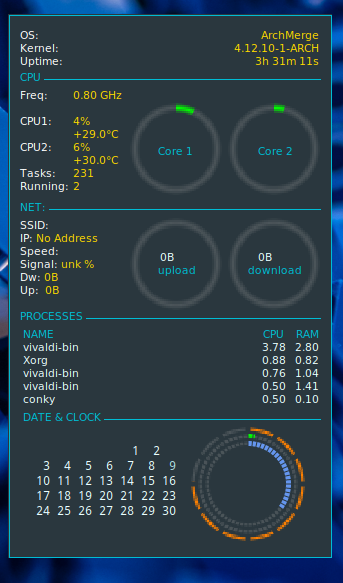 OS: ArchMerge
Kernel: 4.12.10-1-ARCH
Uptime: 3h 31m 11s
CPU
Freq: 0.80 GHz
CPU1: 4%
+29.0°C
CPU2: 6%
+30.0°C
Tasks: 231
Running: 2
Core 1
Core 2
NET:
SSID:
IP: No Address
Speed:
Signal: unk %
Dw: 0B
Up: 0B
0B
upload
0B
download
PROCESSES
NAME CPU RAM
vivaldi-bin 3.78 2.80
Xorg 0.88 0.82
vivaldi-bin 0.76 1.04
vivaldi-bin 0.50 1.41
conky 0.50 0.10
DATE & CLOCK
1 2
3 4 5 6 7 8 9
10 11 12 13 14 15 16
17 18 19 20 21 22 23
24 25 26 27 28 29 30